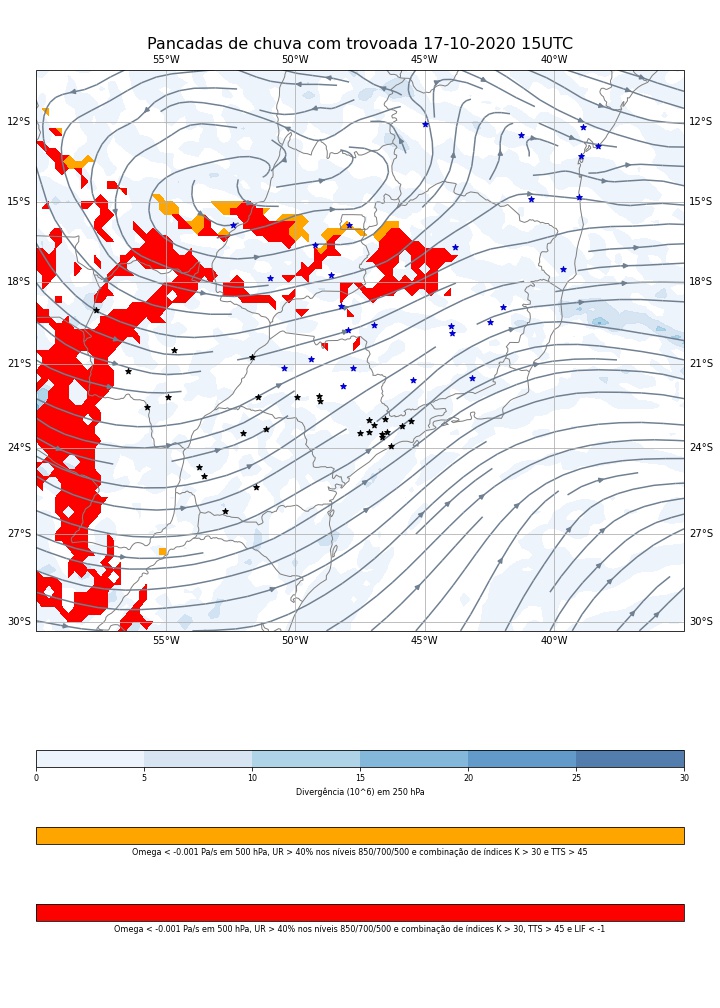 Pancadas de chuva com trovoada 17-10-2020 15UTC
55°W 50°W 45°W 40°W
12°S 12°S
15°S 15°S
18°S 18°S
21°S 21°S
24°S 24°S
27°S 27°S
30°S 30°S
55°W 50°W 45°W 40°W
0 5 10 15 20 25 30
Divergência (10^6) em 250 hPa
Omega < -0.001 Pa/s em 500 hPa, UR > 40% nos níveis 850/700/500 e combinação de índices K > 30 e TTS > 45
Omega < -0.001 Pa/s em 500 hPa, UR > 40% nos níveis 850/700/500 e combinação de índices K > 30, TTS > 45 e LIF < -1